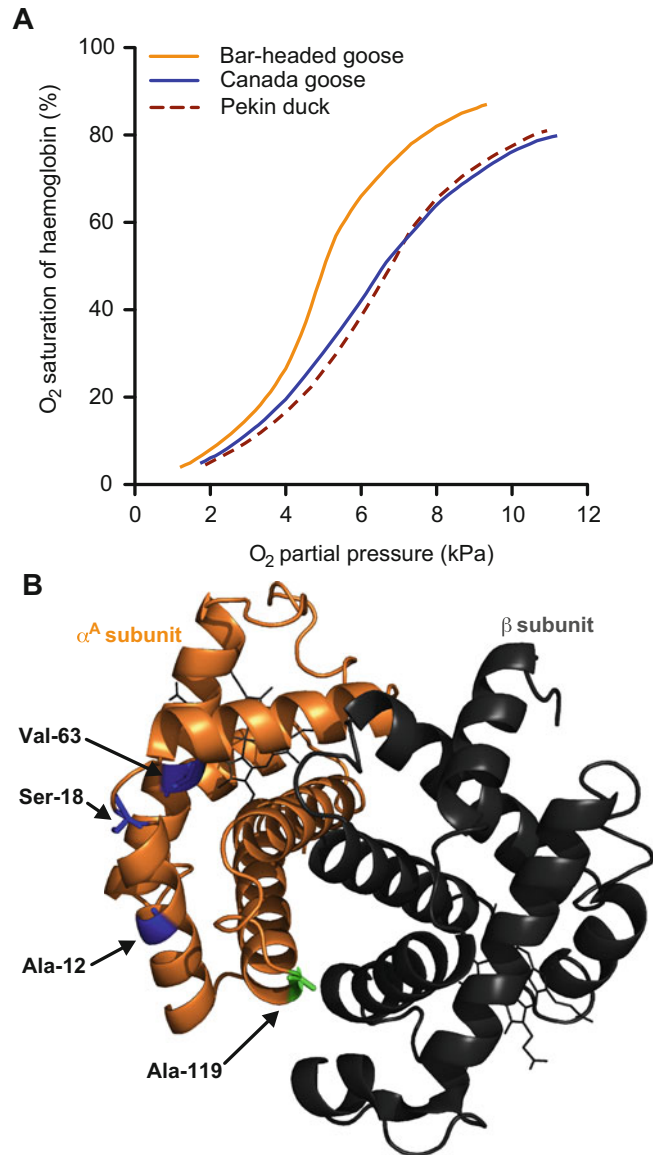 A
100
80
60
40
20
0
O₂ saturation of haemoglobin (%)
Bar-headed goose
Canada goose
Pekin duck
0 2 4 6 8 10 12
O₂ partial pressure (kPa)
B
αᴬ subunit
β subunit
Val-63
Ser-18
Ala-12
Ala-119